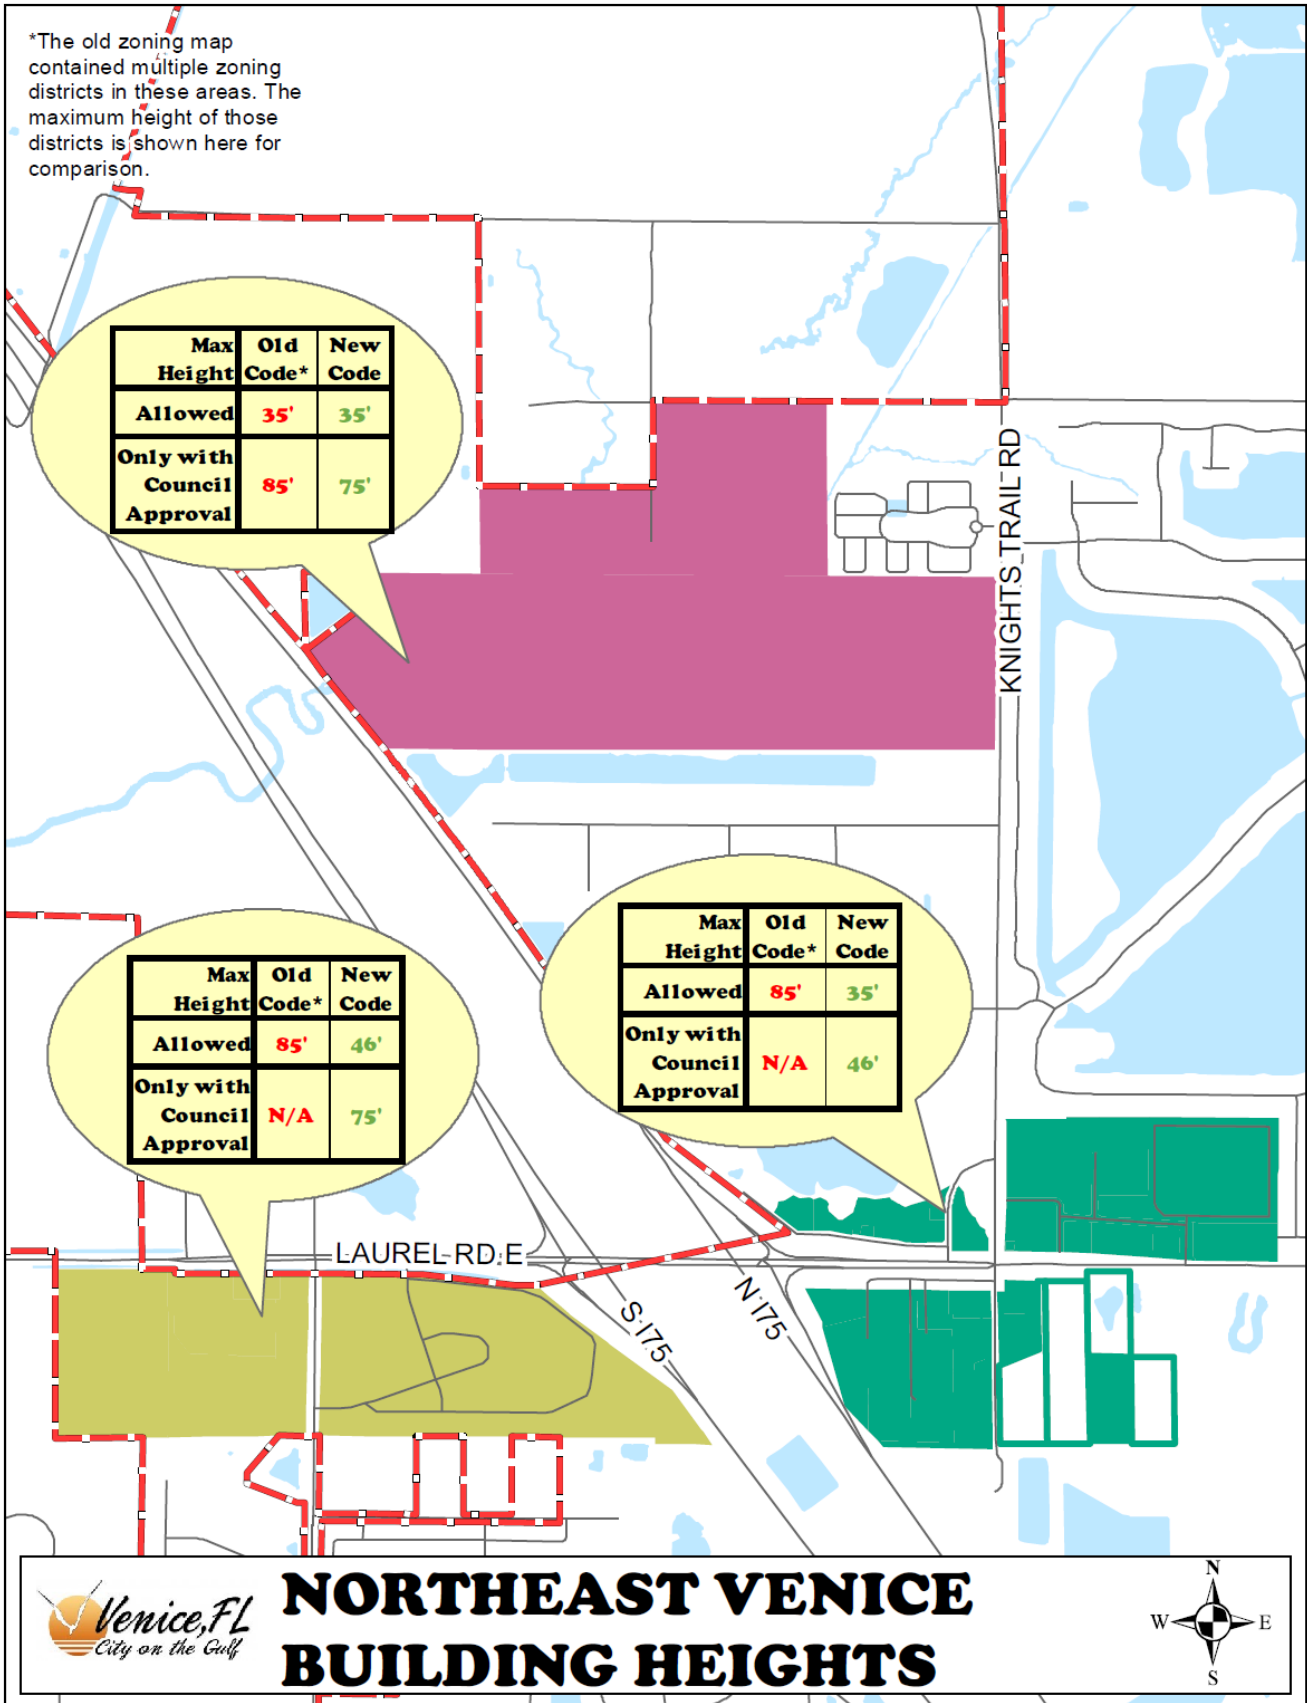 *The old zoning map
contained multiple zoning
districts in these areas. The
maximum height of those
districts is shown here for
comparison.
Max Height Old Code* New Code
Allowed 35' 35'
Only with Council Approval 85' 75'
KNIGHTS TRAIL RD
Max Height Old Code* New Code
Allowed 85' 35'
Only with Council Approval N/A 46'
Max Height Old Code* New Code
Allowed 85' 46'
Only with Council Approval N/A 75'
LAUREL RD E
S I75
N I75
Venice, FL
City on the Gulf
NORTHEAST VENICE
BUILDING HEIGHTS
N
W E
S